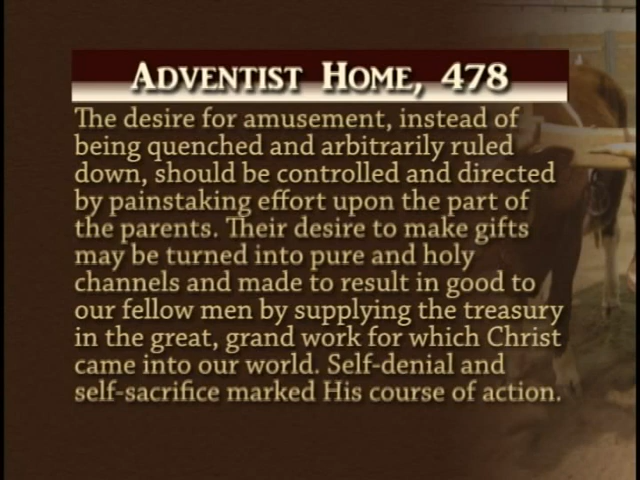 ADVENTIST HOME, 478
The desire for amusement, instead of
being quenched and arbitrarily ruled
down, should be controlled and directed
by painstaking effort upon the part of
the parents. Their desire to make gifts
may be turned into pure and holy
channels and made to result in good to
our fellow men by supplying the treasury
in the great, grand work for which Christ
came into our world. Self-denial and
self-sacrifice marked His course of action.